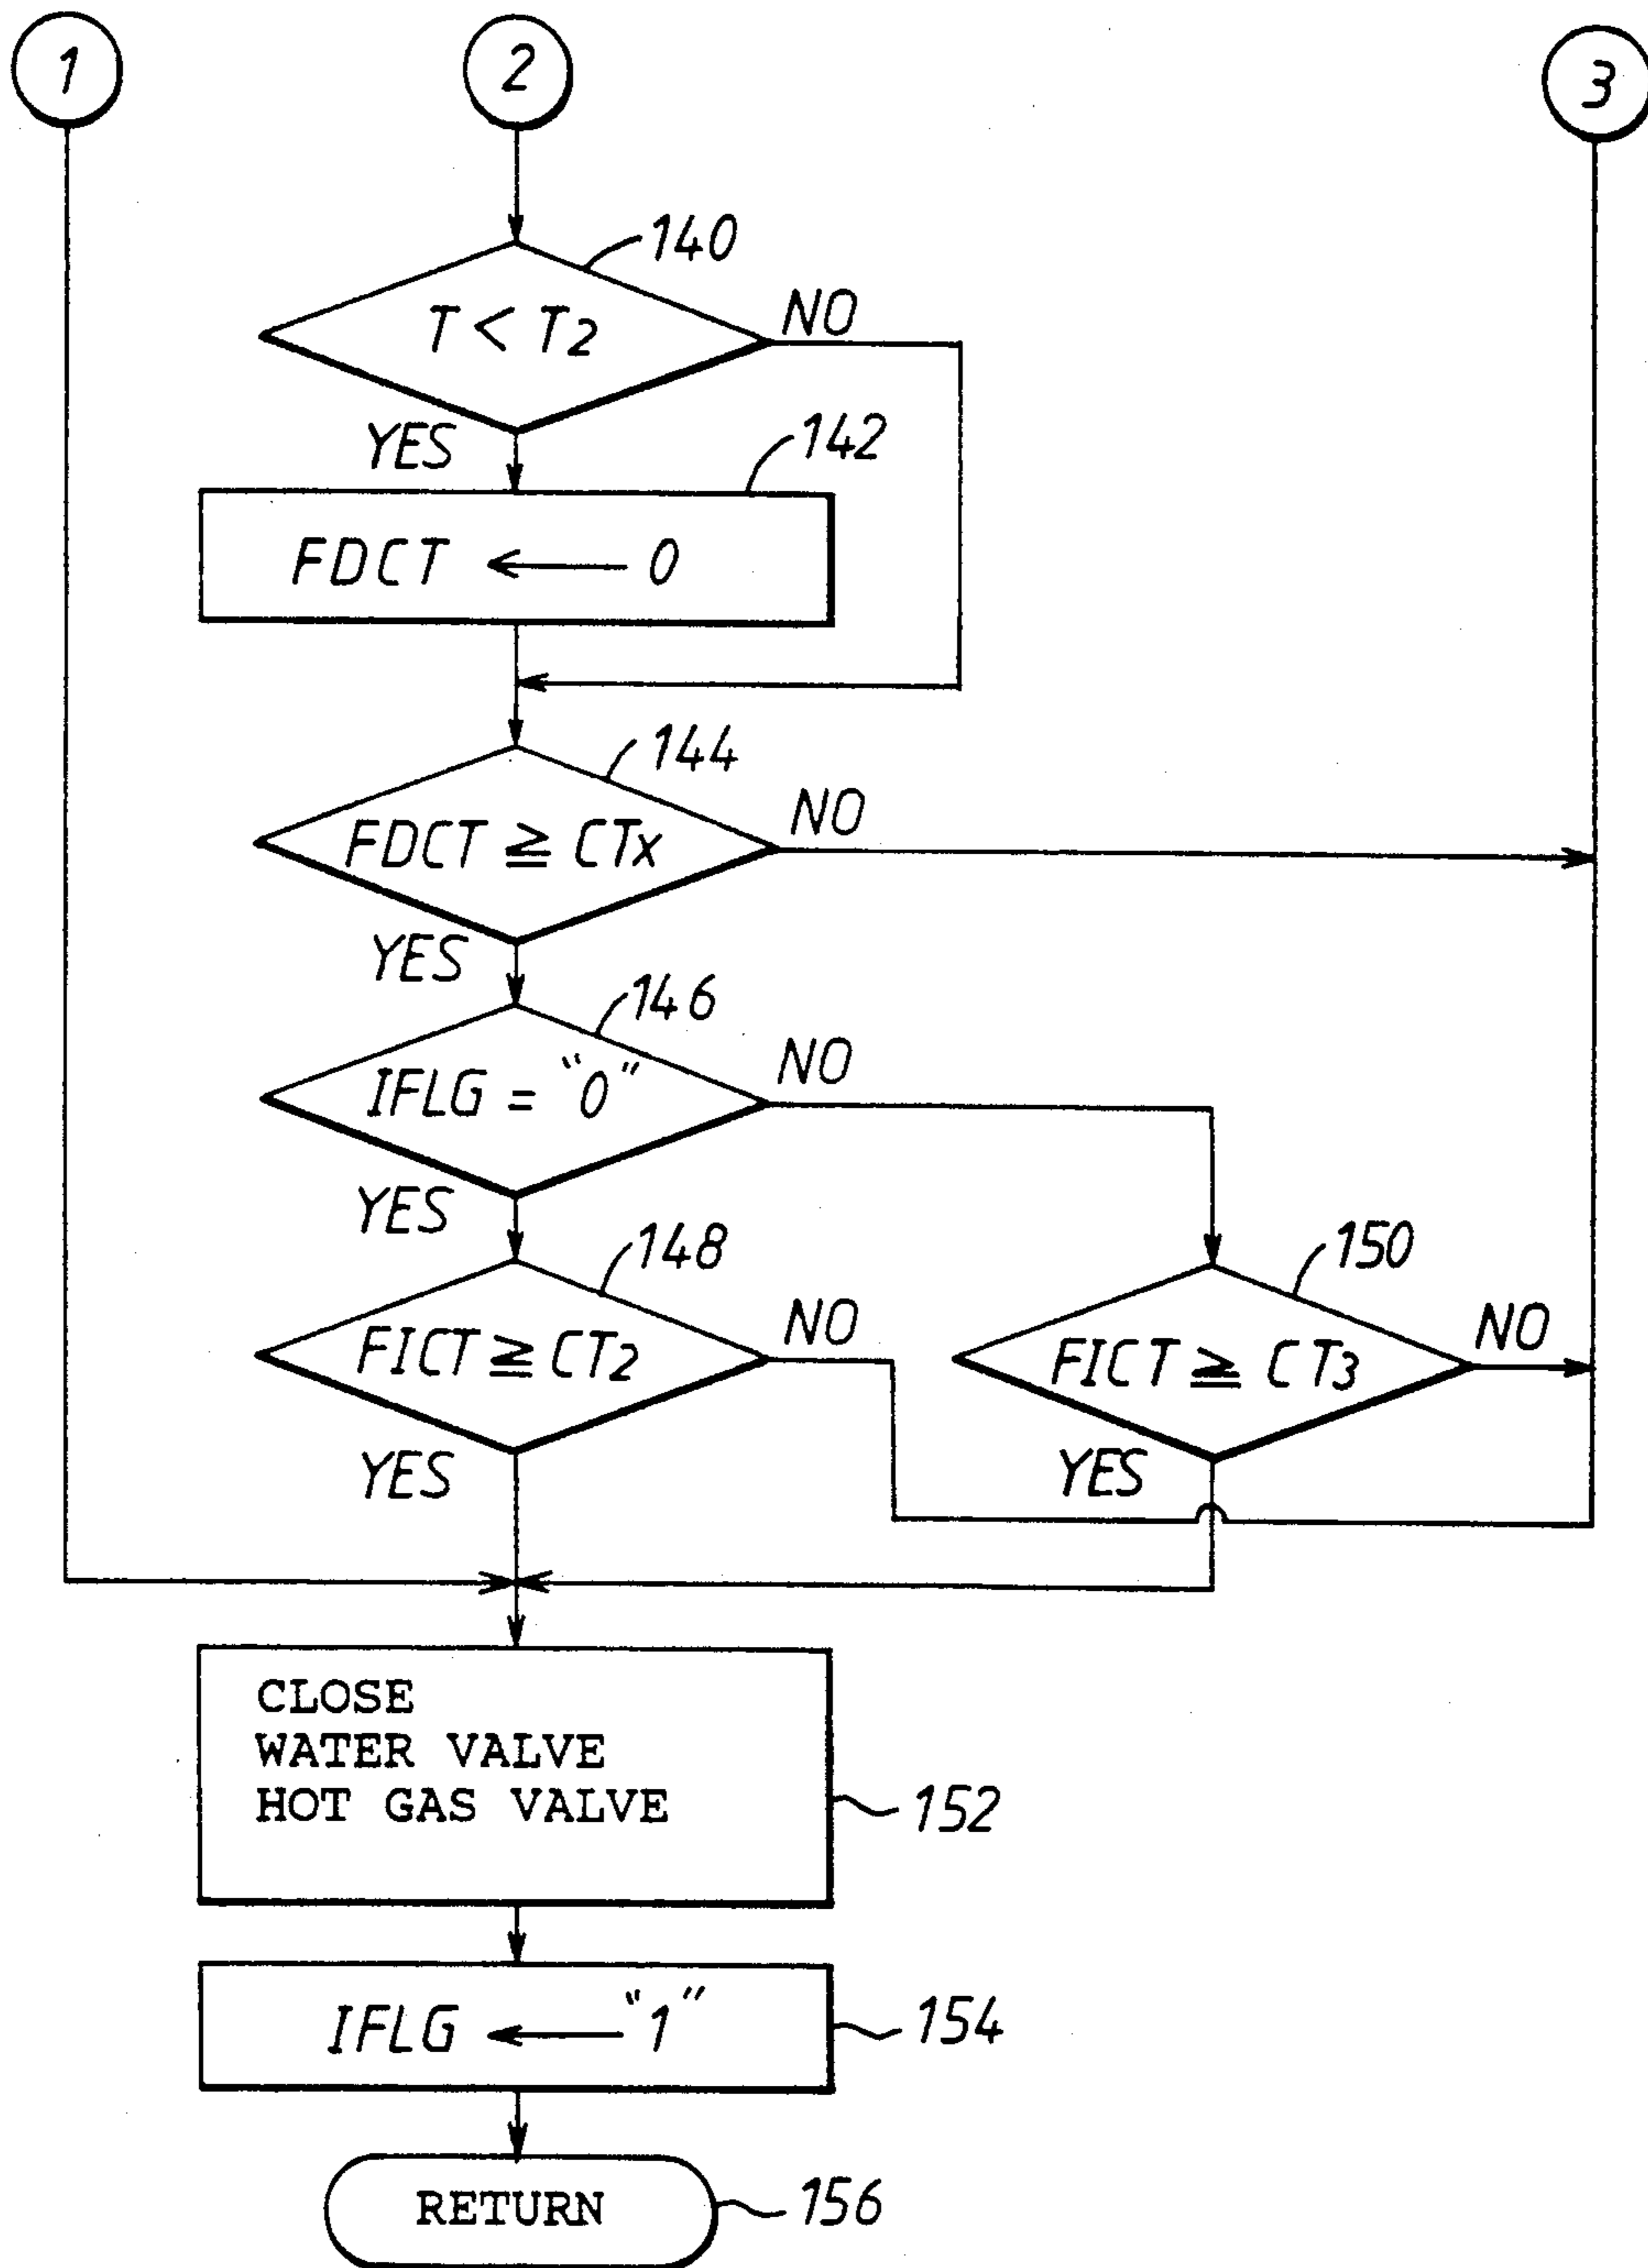 1
2
3
140
T < T2
NO
YES
142
FDCT ← 0
144
FDCT ≧ CTx
NO
YES
146
IFLG = "0"
NO
YES
148
FICT ≧ CT2
NO
YES
150
FICT ≧ CT3
NO
YES
CLOSE
WATER VALVE
HOT GAS VALVE
152
IFLG ← "1"
154
RETURN
156